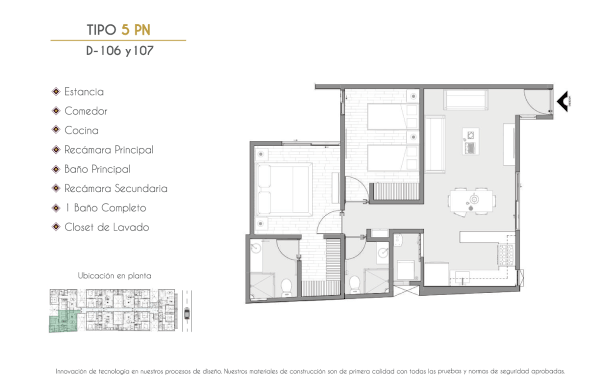 TIPO 5 PN
D-106 y107
Estancia
Comedor
Cocina
Recámara Principal
Baño Principal
Recámara Secundaria
1 Baño Completo
Closet de Lavado
Ubicación en planta
Innovación de tecnología en nuestros procesos de diseño. Nuestros materiales de construcción son de primera calidad con todas las pruebas y normas de seguridad aprobadas.